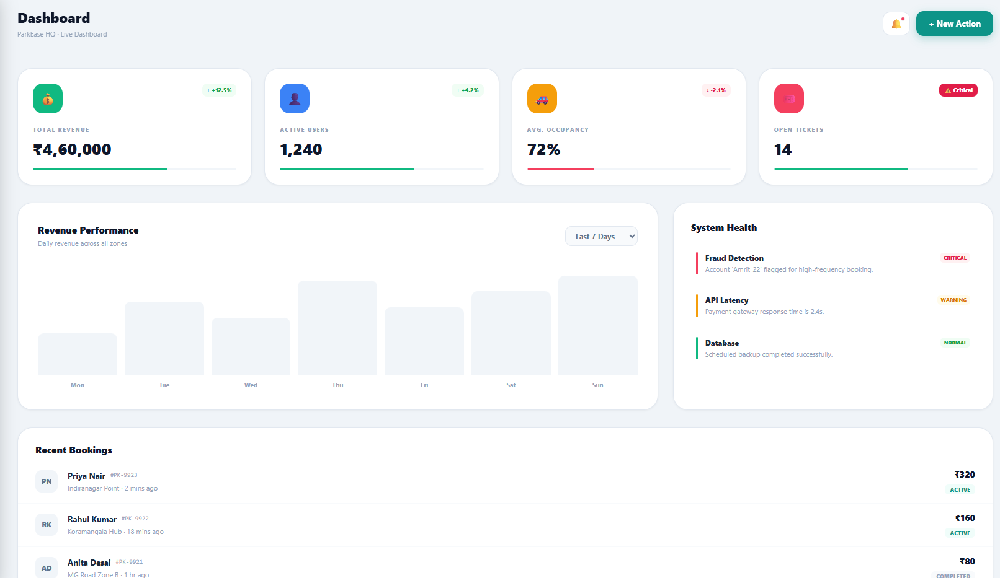 Dashboard
ParkEase HQ · Live Dashboard
+ New Action
↑ +12.5%
TOTAL REVENUE
₹4,60,000
↑ +4.2%
ACTIVE USERS
1,240
↓ -2.1%
AVG. OCCUPANCY
72%
⚠ Critical
OPEN TICKETS
14
Revenue Performance
Daily revenue across all zones
Last 7 Days
Mon Tue Wed Thu Fri Sat Sun
System Health
Fraud Detection
CRITICAL
Account 'Amrit_22' flagged for high-frequency booking.
API Latency
WARNING
Payment gateway response time is 2.4s.
Database
NORMAL
Scheduled backup completed successfully.
Recent Bookings
PN
Priya Nair #PK-9923
Indiranagar Point · 2 mins ago
₹320
ACTIVE
RK
Rahul Kumar #PK-9922
Koramangala Hub · 18 mins ago
₹160
ACTIVE
AD
Anita Desai #PK-9921
MG Road Zone B · 1 hr ago
₹80
COMPLETED